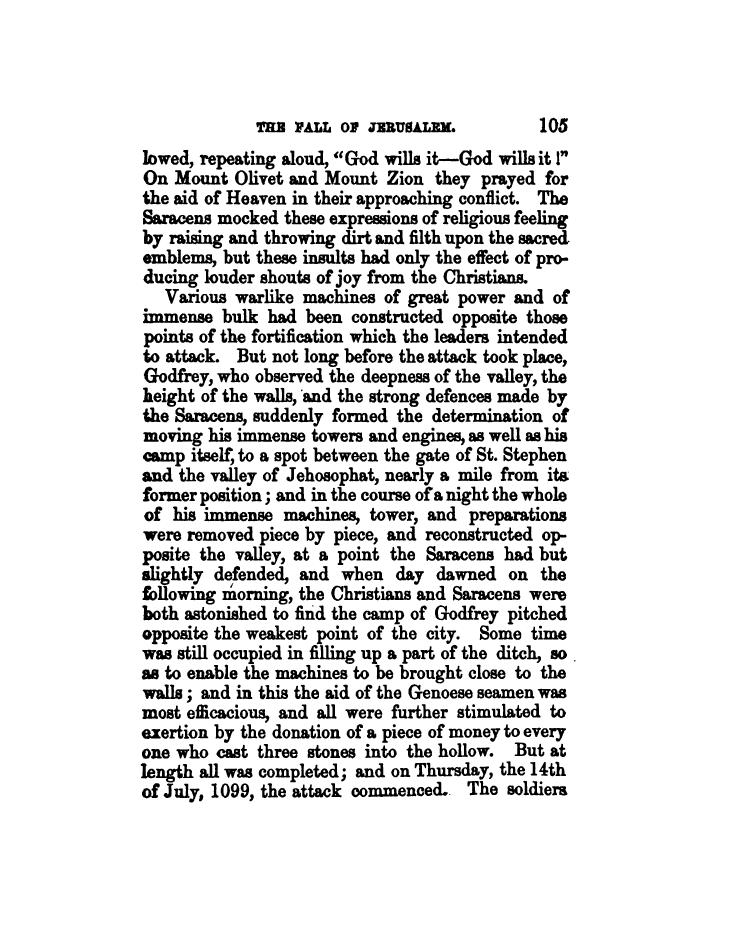 THE FALL OF JERUSALEM. 105
lowed, repeating aloud, “God wills it—God wills it!”
On Mount Olivet and Mount Zion they prayed for
the aid of Heaven in their approaching conflict. The
Saracens mocked these expressions of religious feeling
by raising and throwing dirt and filth upon the sacred
emblems, but these insults had only the effect of pro-
ducing louder shouts of joy from the Christians.
Various warlike machines of great power and of
immense bulk had been constructed opposite those
points of the fortification which the leaders intended
to attack. But not long before the attack took place,
Godfrey, who observed the deepness of the valley, the
height of the walls, and the strong defences made by
the Saracens, suddenly formed the determination of
moving his immense towers and engines, as well as his
camp itself, to a spot between the gate of St. Stephen
and the valley of Jehosophat, nearly a mile from its
former position; and in the course of a night the whole
of his immense machines, tower, and preparations
were removed piece by piece, and reconstructed op-
posite the valley, at a point the Saracens had but
slightly defended, and when day dawned on the
following morning, the Christians and Saracens were
both astonished to find the camp of Godfrey pitched
opposite the weakest point of the city. Some time
was still occupied in filling up a part of the ditch, so
as to enable the machines to be brought close to the
walls; and in this the aid of the Genoese seamen was
most efficacious, and all were further stimulated to
exertion by the donation of a piece of money to every
one who cast three stones into the hollow. But at
length all was completed; and on Thursday, the 14th
of July, 1099, the attack commenced. The soldiers